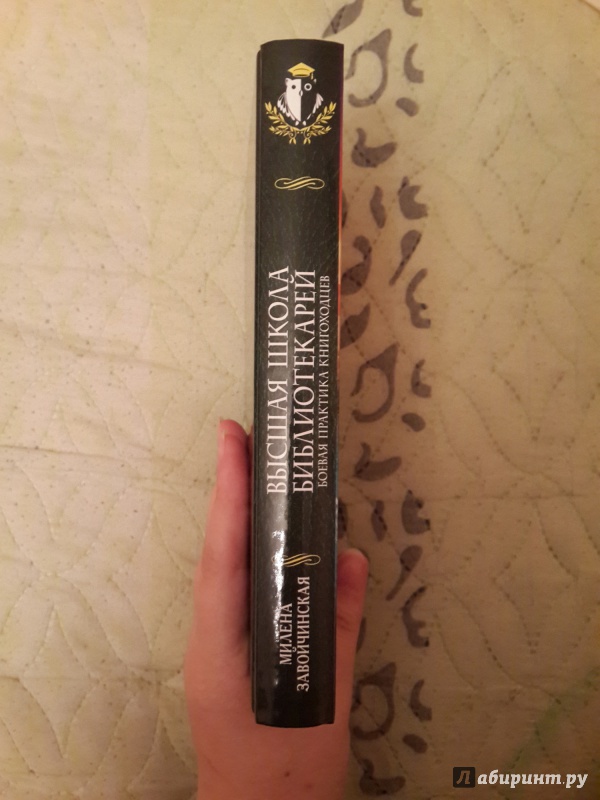 ВЫСШАЯ ШКОЛА
БИБЛИОТЕКАРЕЙ
БОЕВАЯ ПРАКТИКА КНИГОХОДЦЕВ
МИЛЕНА
ЗАВОЙЧИНСКАЯ
Лабиринт.ру